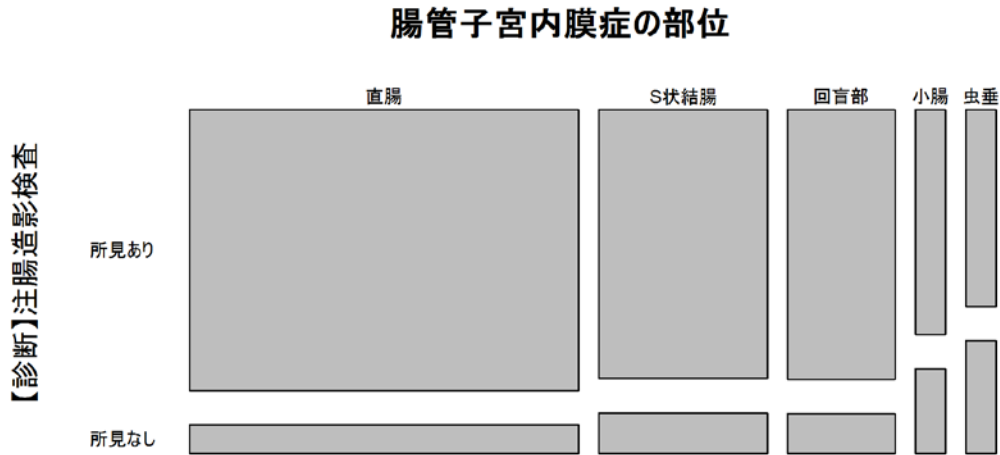 腸管子宮内膜症の部位
直腸
S状結腸
回盲部
小腸
虫垂
【診断】注腸造影検査
所見あり
所見なし